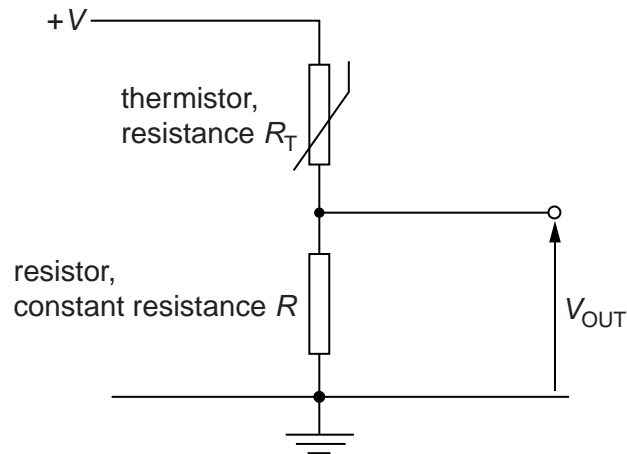 +V
thermistor,
resistance R_T
resistor,
constant resistance R
V_OUT